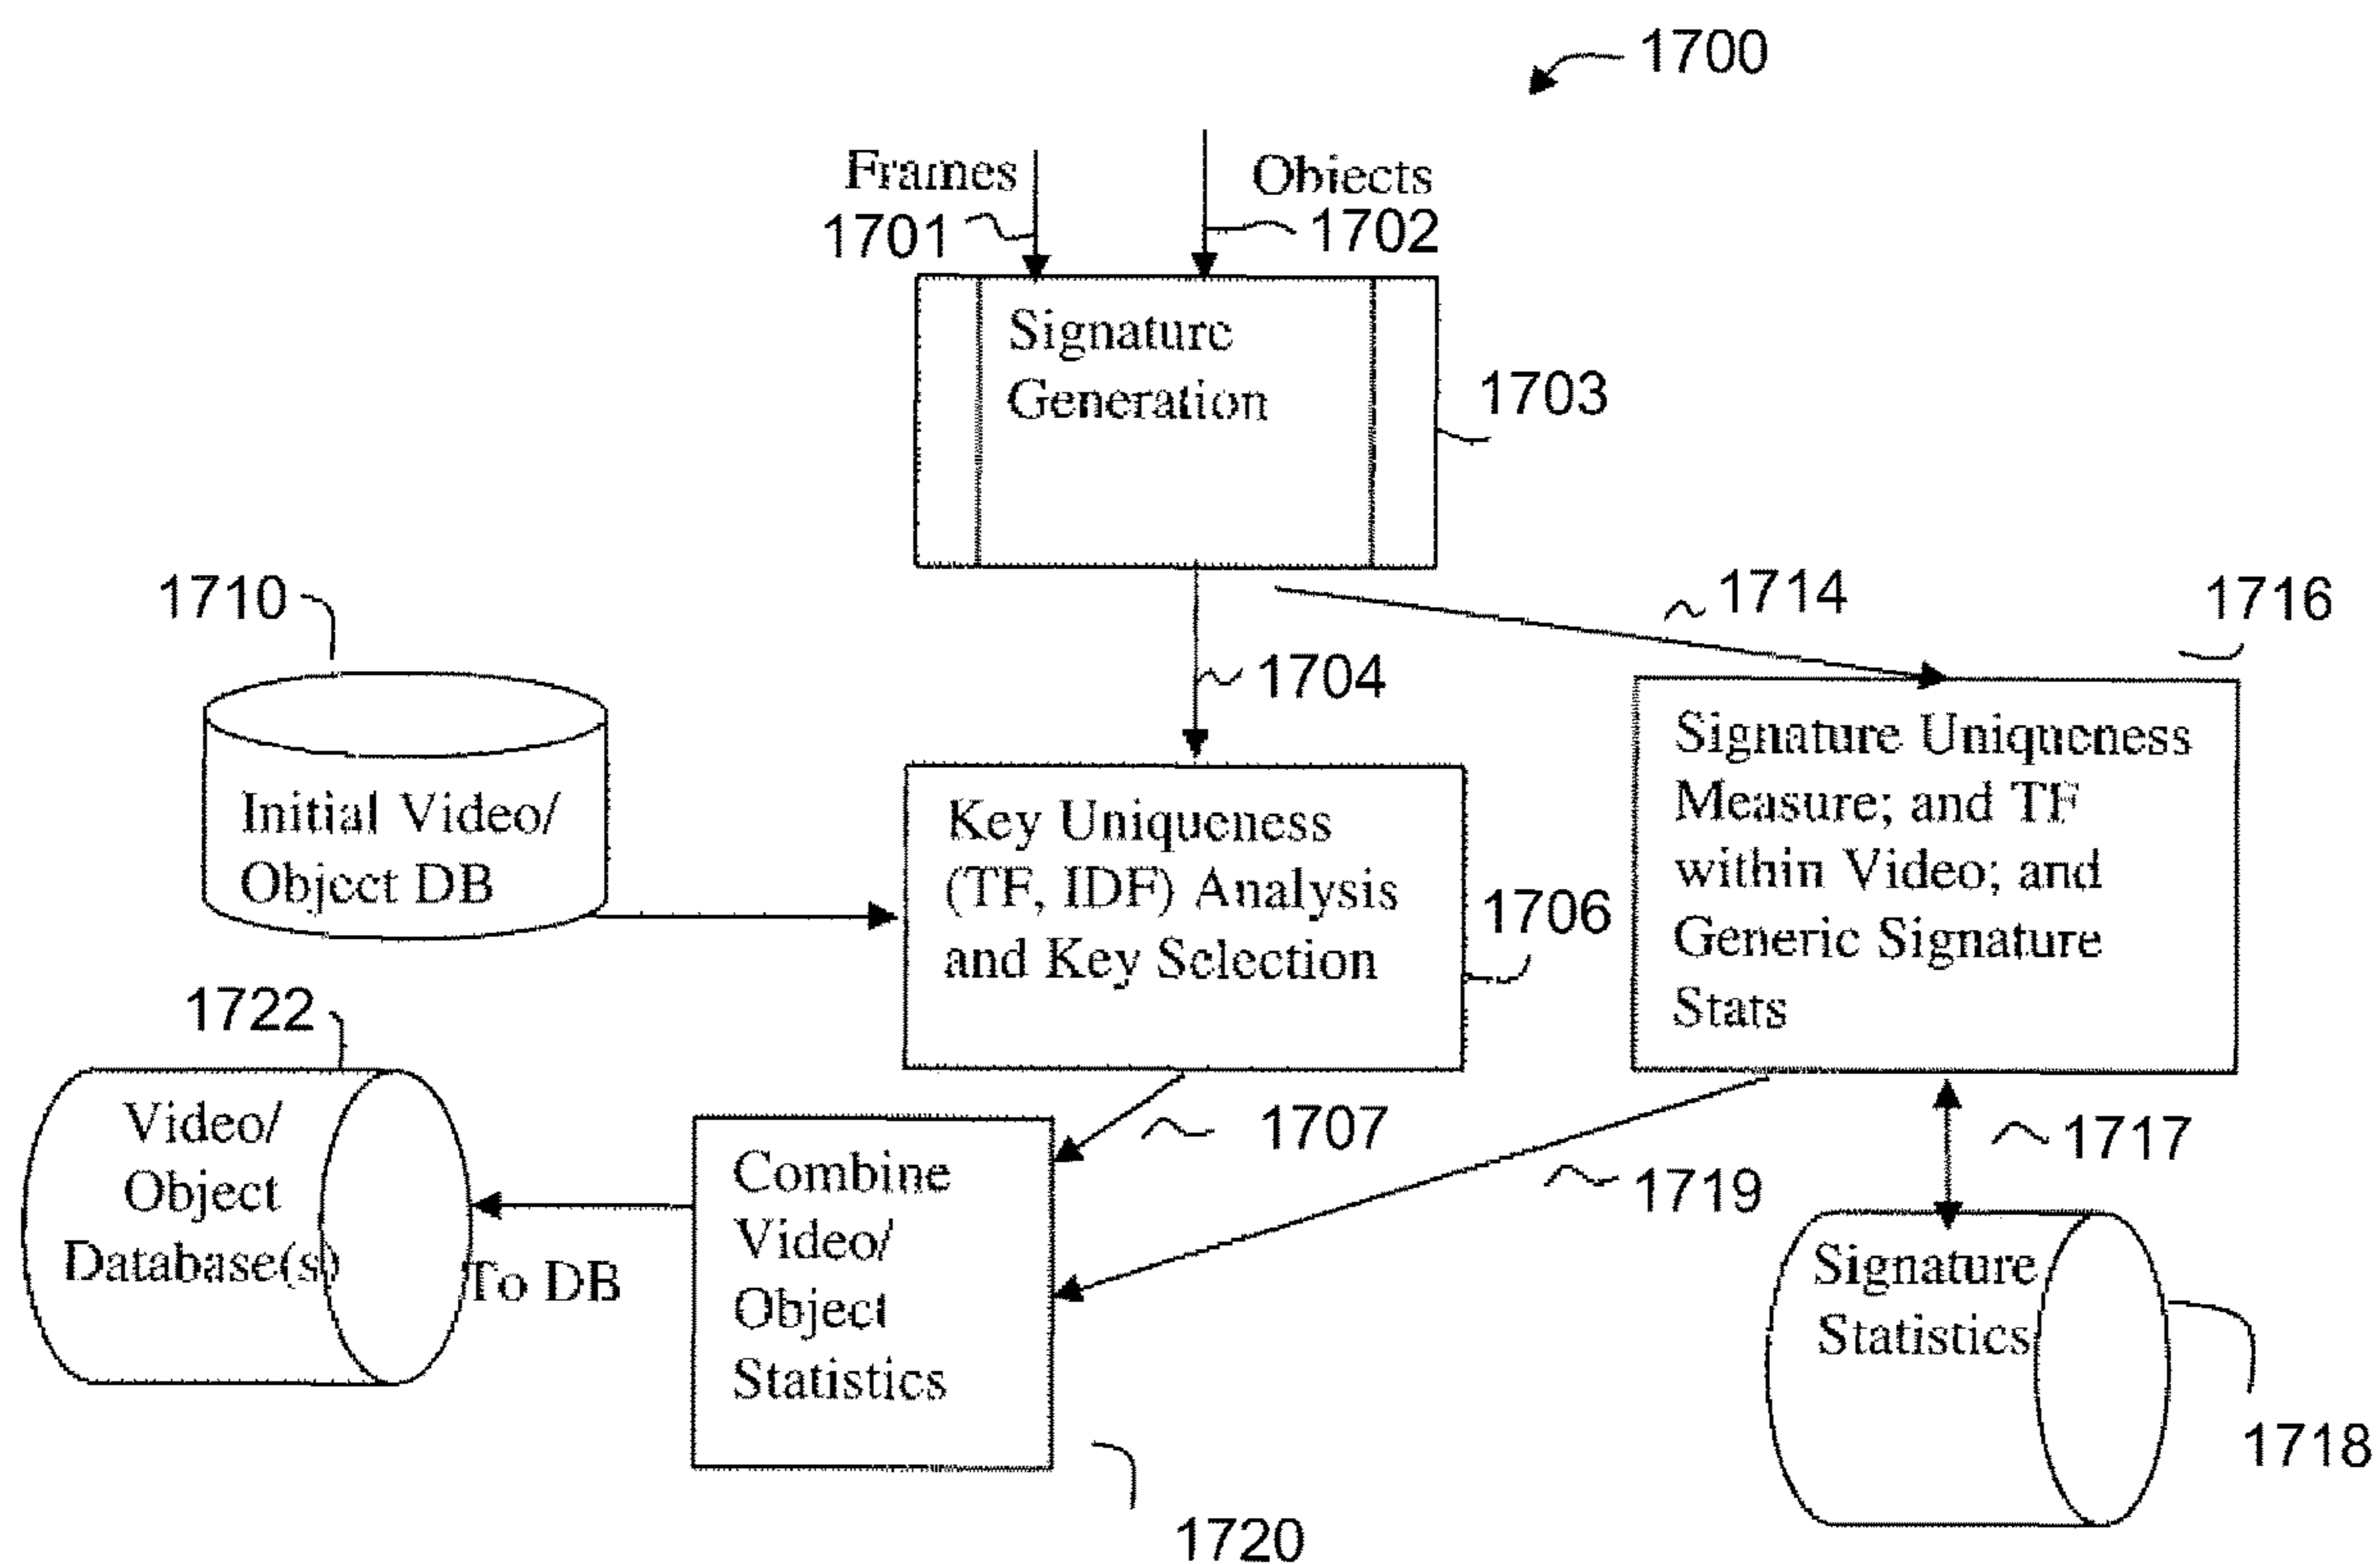 1700
Frames
Objects
1701
1702
Signature
Generation
1703
1710
1714
1716
1704
Initial Video/
Object DB
Key Uniqueness
(TF, IDF) Analysis
and Key Selection
1706
Signature Uniqueness
Measure; and TF
within Video; and
Generic Signature
Stats
1722
Video/
Object
Database(s)
To DB
1707
1717
1719
Combine
Video/
Object
Statistics
Signature
Statistics
1718
1720